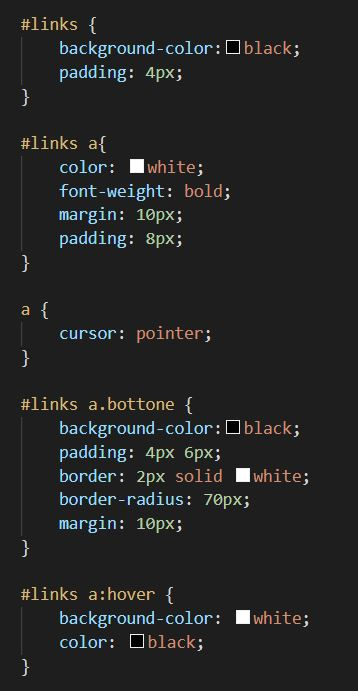 #links {
    background-color: black;
    padding: 4px;
}

#links a{
    color: white;
    font-weight: bold;
    margin: 10px;
    padding: 8px;
}

a {
    cursor: pointer;
}

#links a.bottone {
    background-color: black;
    padding: 4px 6px;
    border: 2px solid white;
    border-radius: 70px;
    margin: 10px;
}

#links a:hover {
    background-color: white;
    color: black;
}